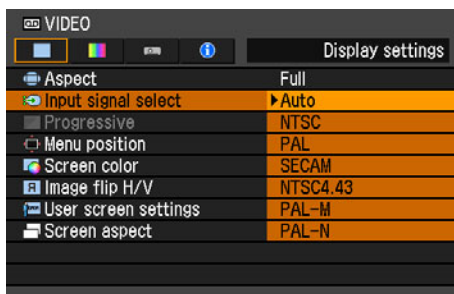 VIDEO
Display settings
Aspect Full
Input signal select Auto
Progressive NTSC
Menu position PAL
Screen color SECAM
Image flip H/V NTSC4.43
User screen settings PAL-M
Screen aspect PAL-N